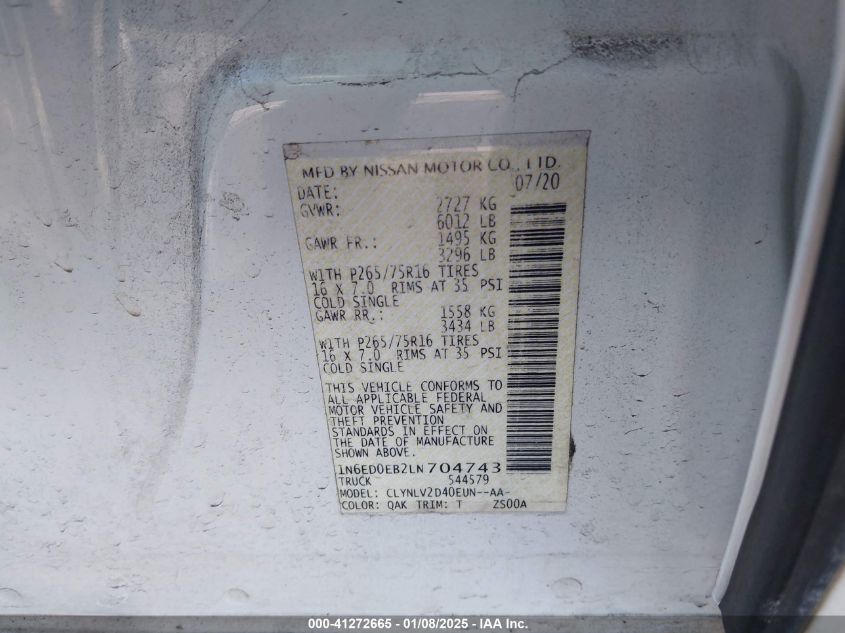 MFD BY NISSAN MOTOR CO., LTD.
DATE: 07/20
GVWR: 2727 KG
6012 LB
GAWR FR.: 1495 KG
3296 LB
WITH P265/75R16 TIRES
16 X 7.0 RIMS AT 35 PSI
COLD SINGLE
GAWR RR.: 1558 KG
3434 LB
WITH P265/75R16 TIRES
16 X 7.0 RIMS AT 35 PSI
COLD SINGLE
THIS VEHICLE CONFORMS TO
ALL APPLICABLE FEDERAL
MOTOR VEHICLE SAFETY AND
THEFT PREVENTION
STANDARDS IN EFFECT ON
THE DATE OF MANUFACTURE
SHOWN ABOVE.
1N6ED0EB2LN704743
TRUCK 544579
MODEL: CLYNLV2D40EUN--AA-
COLOR: QAK TRIM: T ZS00A
000-41272665 - 01/08/2025 - IAA Inc.